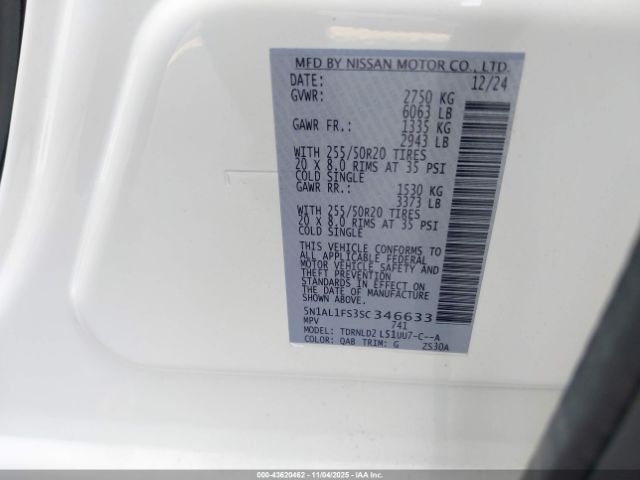 MFD BY NISSAN MOTOR CO., LTD.
DATE: 12/24
GVWR: 2750 KG
6063 LB
GAWR FR.: 1335 KG
2943 LB
WITH 255/50R20 TIRES
20 X 8.0 RIMS AT 35 PSI
COLD SINGLE
GAWR RR.: 1530 KG
3373 LB
WITH 255/50R20 TIRES
20 X 8.0 RIMS AT 35 PSI
COLD SINGLE
THIS VEHICLE CONFORMS TO
ALL APPLICABLE FEDERAL
MOTOR VEHICLE SAFETY AND
THEFT PREVENTION
STANDARDS IN EFFECT ON
THE DATE OF MANUFACTURE
SHOWN ABOVE.
5N1AL1FS3SC346633
MPV 741
MODEL: TDRNLD2 L51UU7-C--A
COLOR: QAB TRIM: G ZS30A
000-43620462 - 11/04/2025 - IAAI.COM